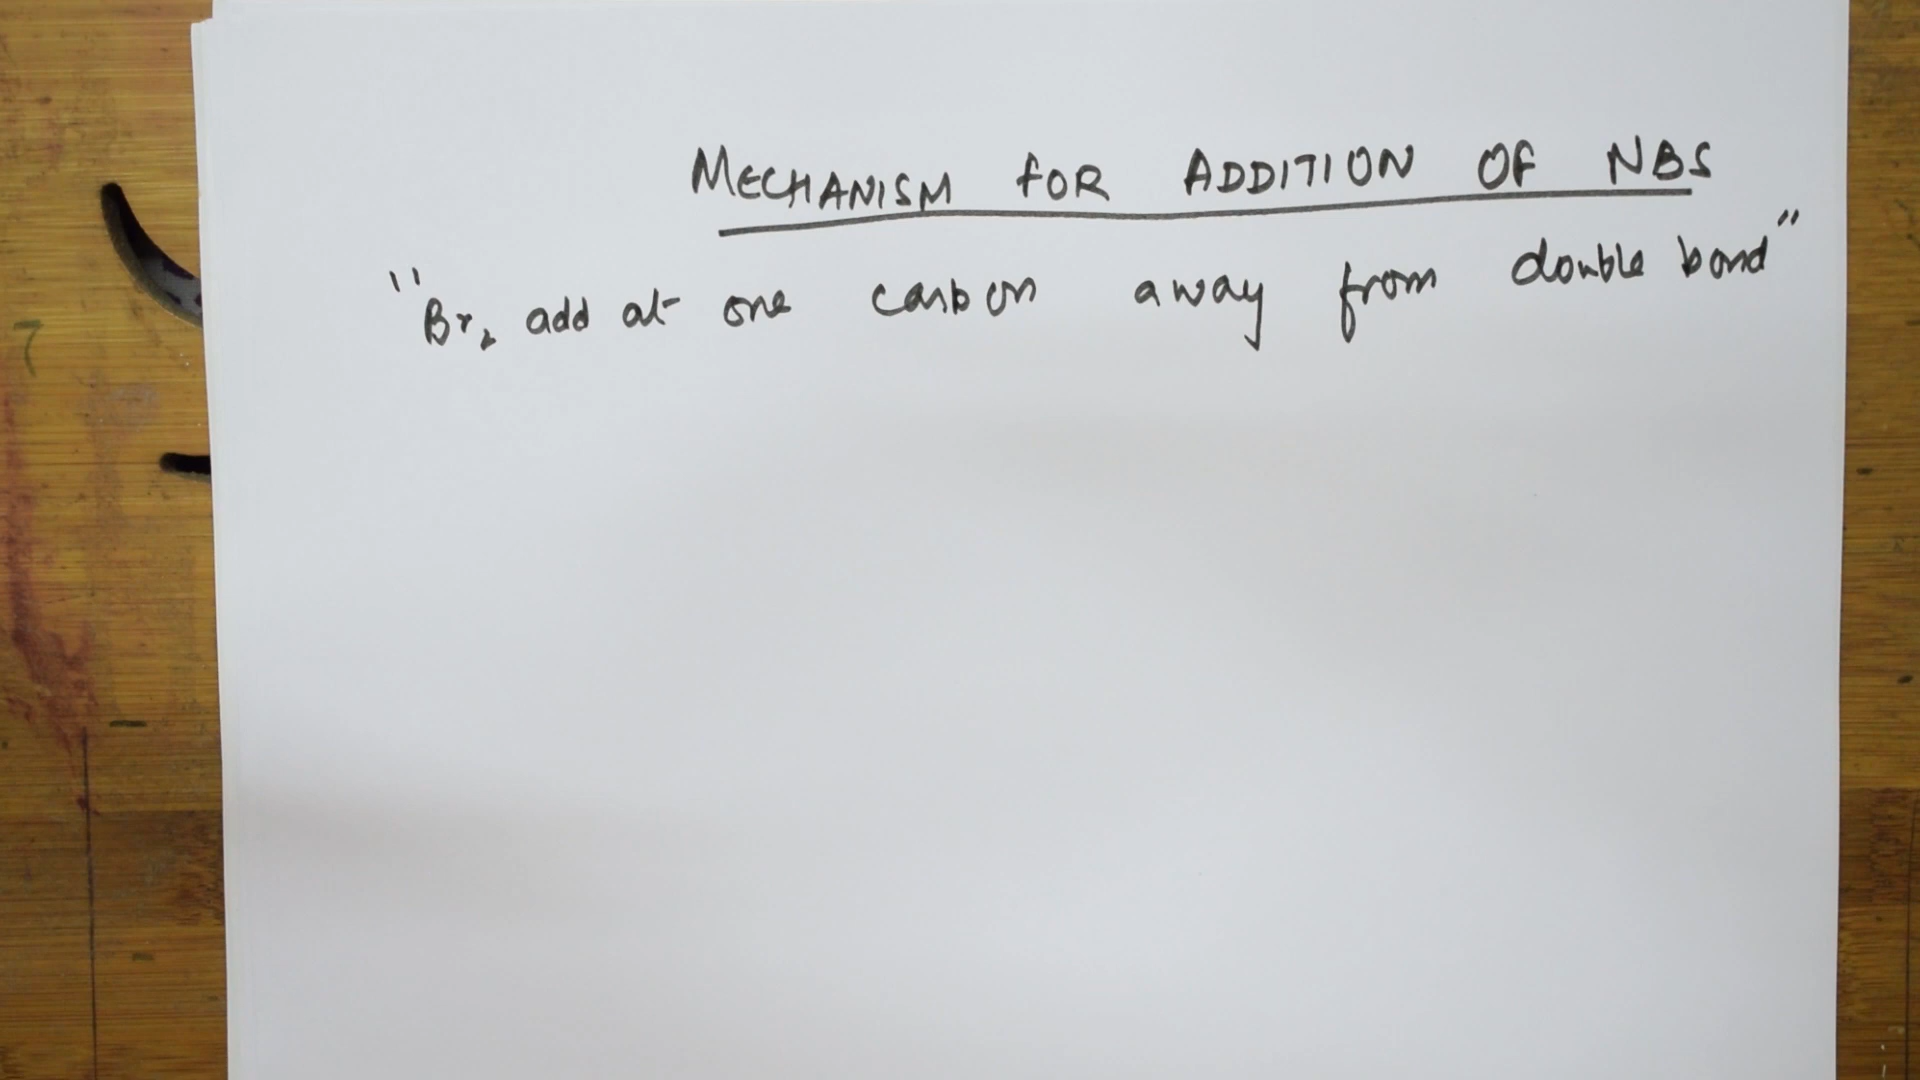 MECHANISM FOR ADDITION OF NBS
"Br₂ add at one carbon away from double bond"